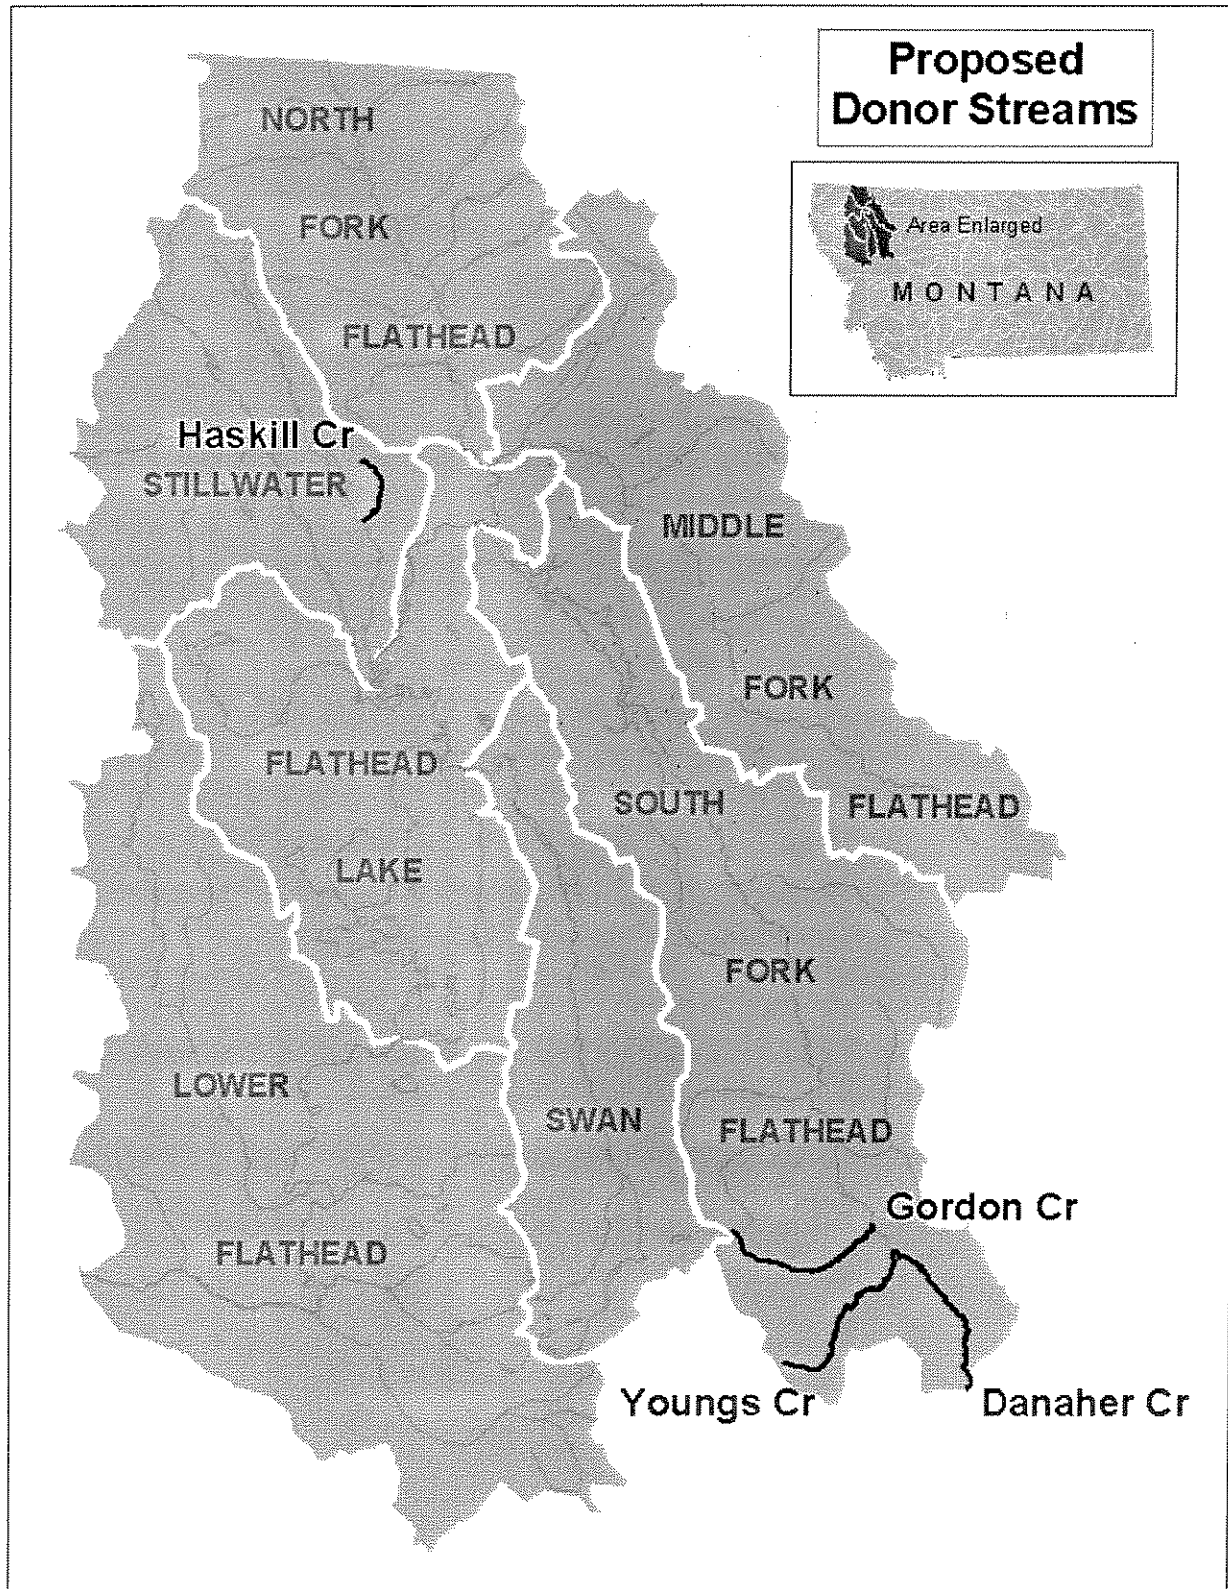 Proposed
Donor Streams
Area Enlarged
MONTANA
NORTH
FORK
FLATHEAD
Haskill Cr
STILLWATER
MIDDLE
FORK
FLATHEAD
FLATHEAD
LAKE
SOUTH
FORK
FLATHEAD
LOWER
FLATHEAD
SWAN
Gordon Cr
Youngs Cr
Danaher Cr